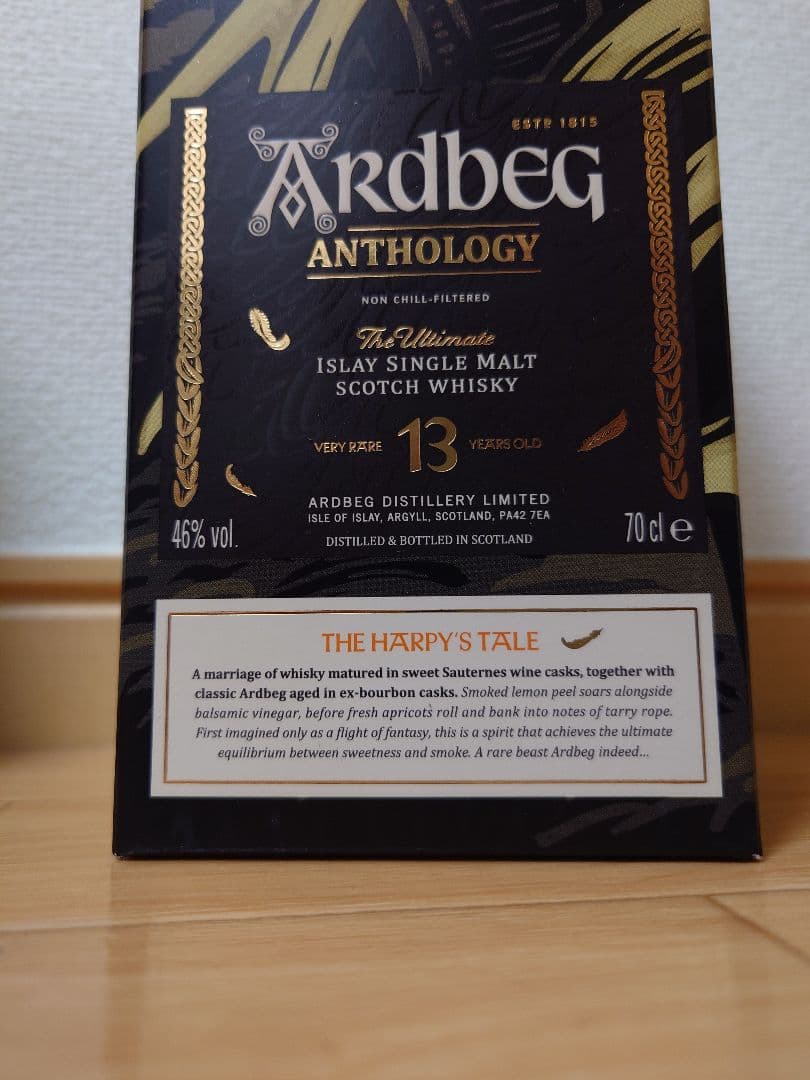 ESTD 1815
ARDBEG
ANTHOLOGY
NON CHILL-FILTERED
The Ultimate
ISLAY SINGLE MALT
SCOTCH WHISKY
VERY RARE 13 YEARS OLD
ARDBEG DISTILLERY LIMITED
ISLE OF ISLAY, ARGYLL, SCOTLAND, PA42 7EA
46% vol. DISTILLED & BOTTLED IN SCOTLAND 70 cl e
THE HARPY'S TALE
A marriage of whisky matured in sweet Sauternes wine casks, together with
classic Ardbeg aged in ex-bourbon casks. Smoked lemon peel soars alongside
balsamic vinegar, before fresh apricots roll and bank into notes of tarry rope.
First imagined only as a flight of fantasy, this is a spirit that achieves the ultimate
equilibrium between sweetness and smoke. A rare beast Ardbeg indeed...